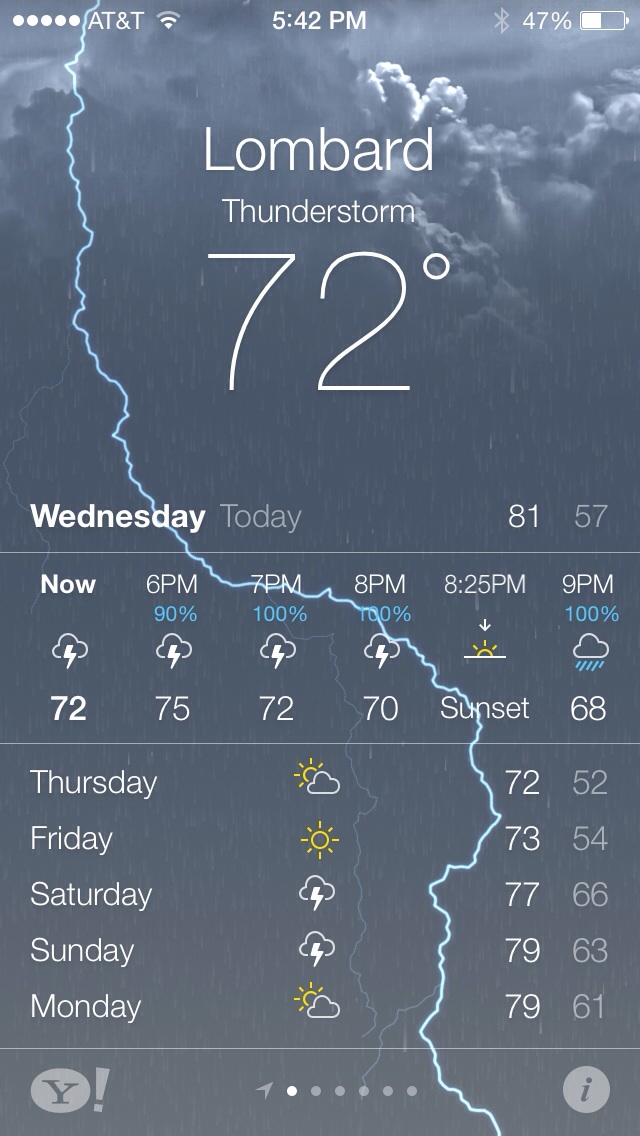 AT&T 5:42 PM 47%
Lombard
Thunderstorm
72°
Wednesday Today 81 57
Now 6PM 7PM 8PM 8:25PM 9PM
90% 100% 100% 100%
72 75 72 70 Sunset 68
Thursday 72 52
Friday 73 54
Saturday 77 66
Sunday 79 63
Monday 79 61
Y! i